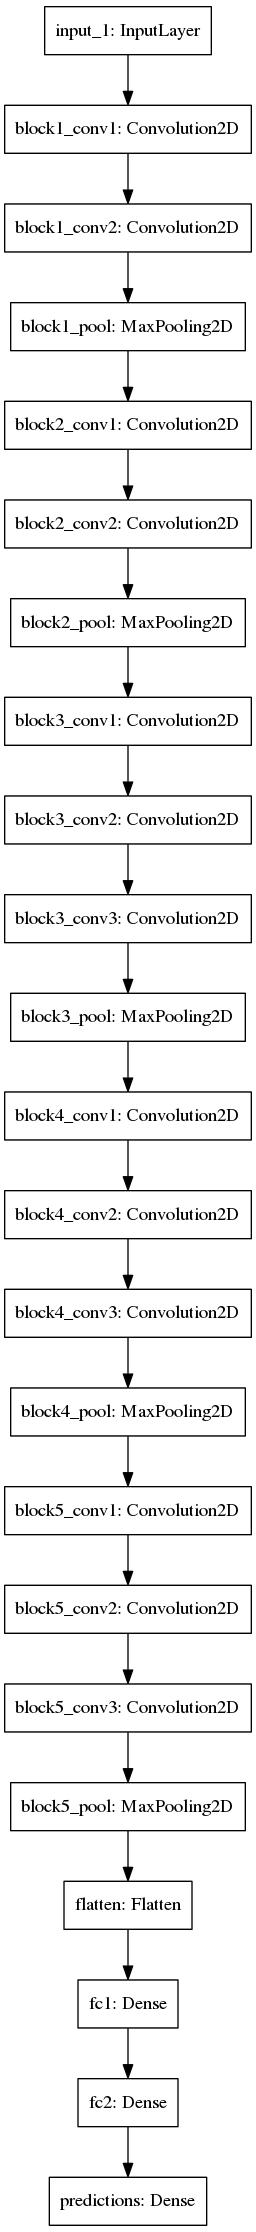 input_1: InputLayer
block1_conv1: Convolution2D
block1_conv2: Convolution2D
block1_pool: MaxPooling2D
block2_conv1: Convolution2D
block2_conv2: Convolution2D
block2_pool: MaxPooling2D
block3_conv1: Convolution2D
block3_conv2: Convolution2D
block3_conv3: Convolution2D
block3_pool: MaxPooling2D
block4_conv1: Convolution2D
block4_conv2: Convolution2D
block4_conv3: Convolution2D
block4_pool: MaxPooling2D
block5_conv1: Convolution2D
block5_conv2: Convolution2D
block5_conv3: Convolution2D
block5_pool: MaxPooling2D
flatten: Flatten
fc1: Dense
fc2: Dense
predictions: Dense